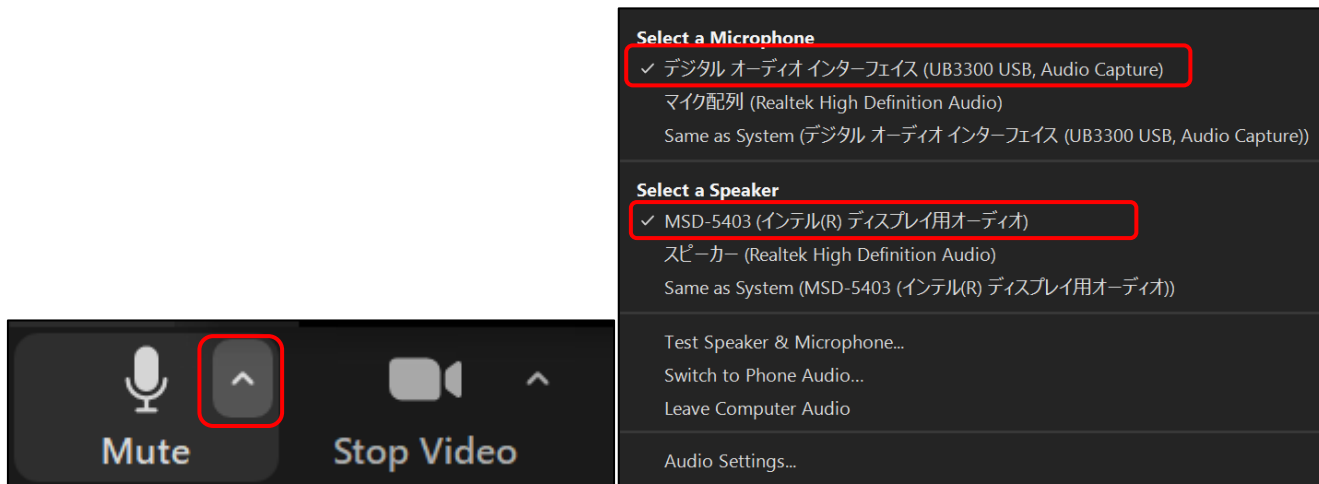 Mute
Stop Video
Select a Microphone
デジタル オーディオ インターフェイス (UB3300 USB, Audio Capture)
マイク配列 (Realtek High Definition Audio)
Same as System (デジタル オーディオ インターフェイス (UB3300 USB, Audio Capture))
Select a Speaker
MSD-5403 (インテル(R) ディスプレイ用オーディオ)
スピーカー (Realtek High Definition Audio)
Same as System (MSD-5403 (インテル(R) ディスプレイ用オーディオ))
Test Speaker & Microphone...
Switch to Phone Audio...
Leave Computer Audio
Audio Settings...